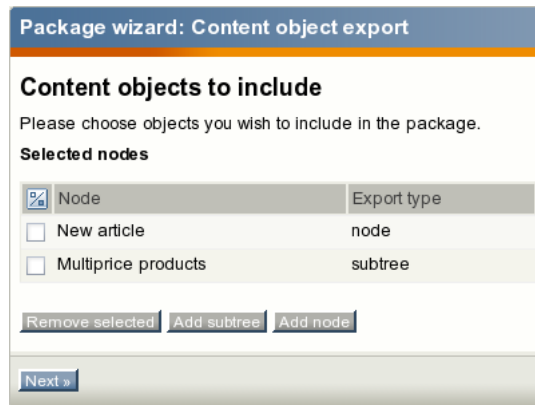 Package wizard: Content object export
Content objects to include
Please choose objects you wish to include in the package.
Selected nodes
Node Export type
New article node
Multiprice products subtree
Remove selected Add subtree Add node
Next »